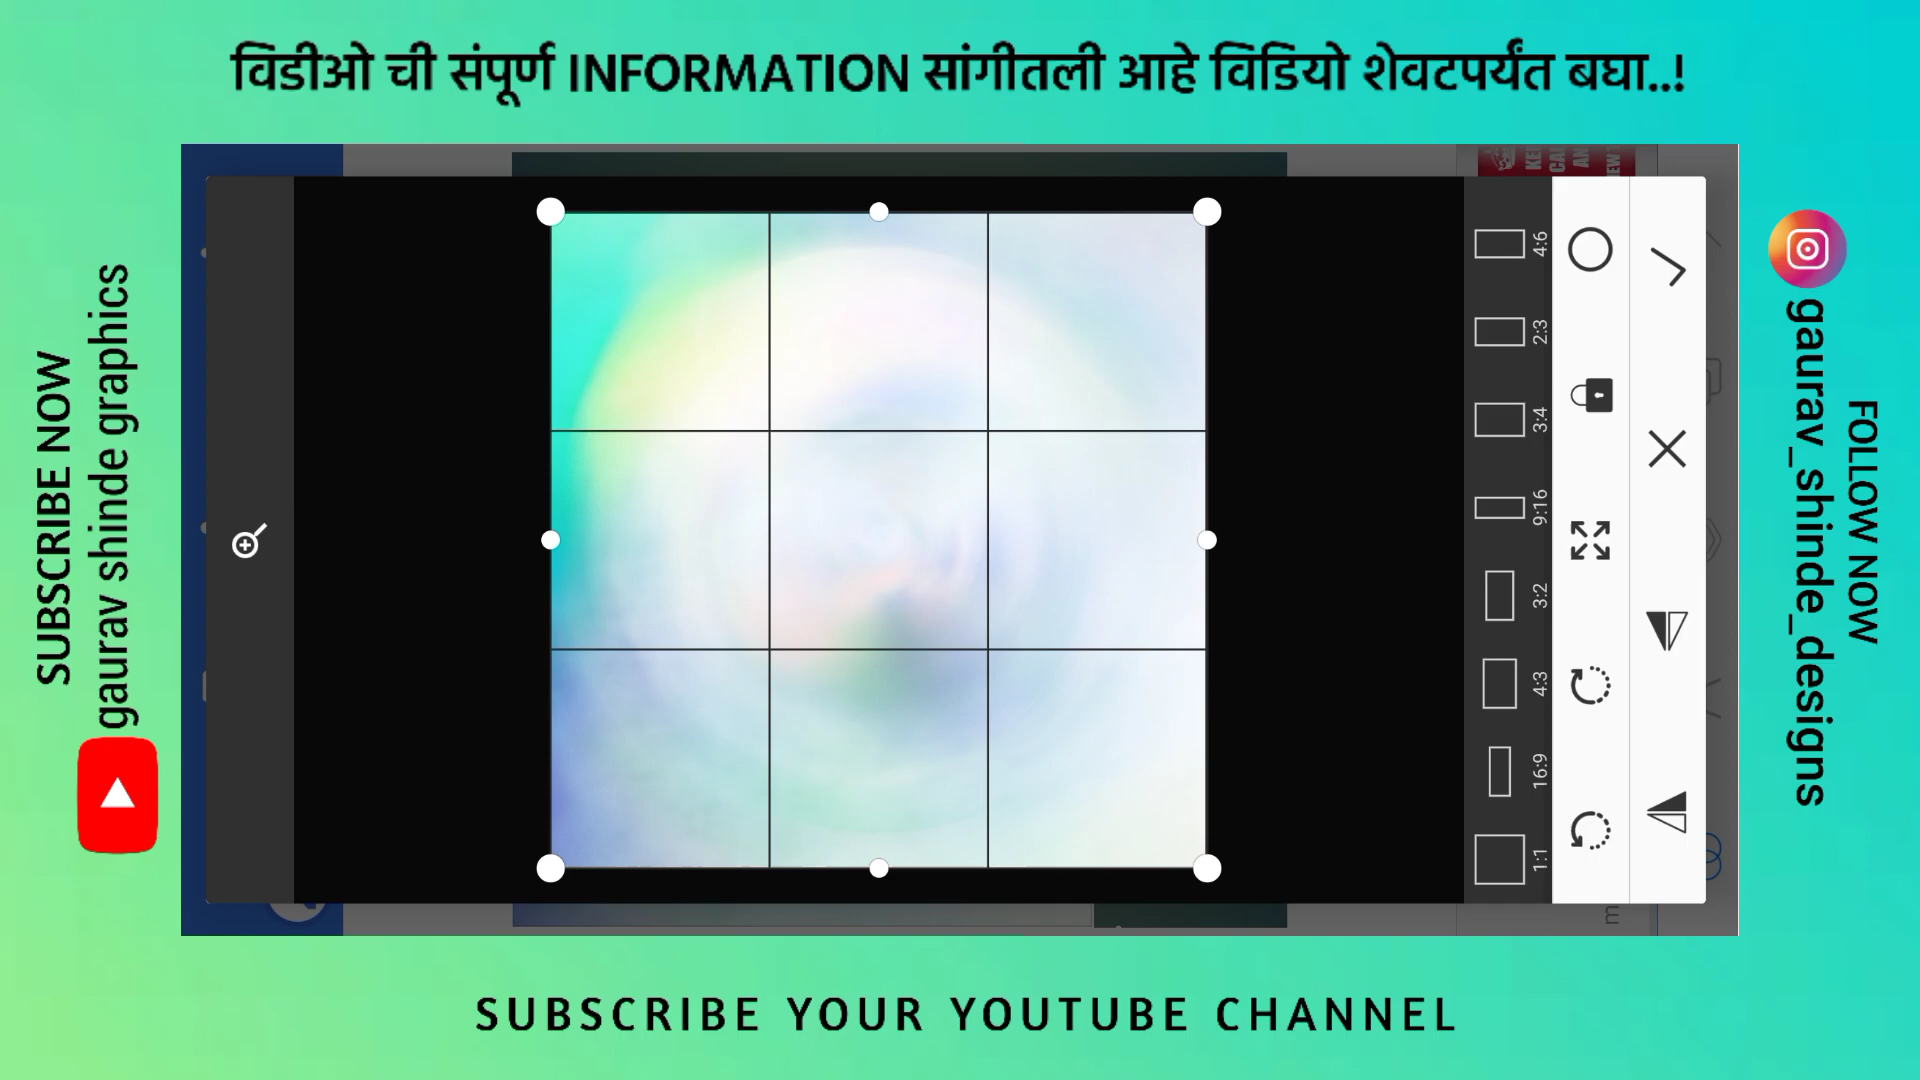 विडीओ ची संपूर्ण INFORMATION सांगीतली आहे विडियो शेवटपर्यंत बघा..!
SUBSCRIBE NOW
gaurav shinde graphics
4:6
2:3
3:4
9:16
3:2
4:3
16:9
1:1
FOLLOW NOW
gaurav_shinde_designs
SUBSCRIBE YOUR YOUTUBE CHANNEL